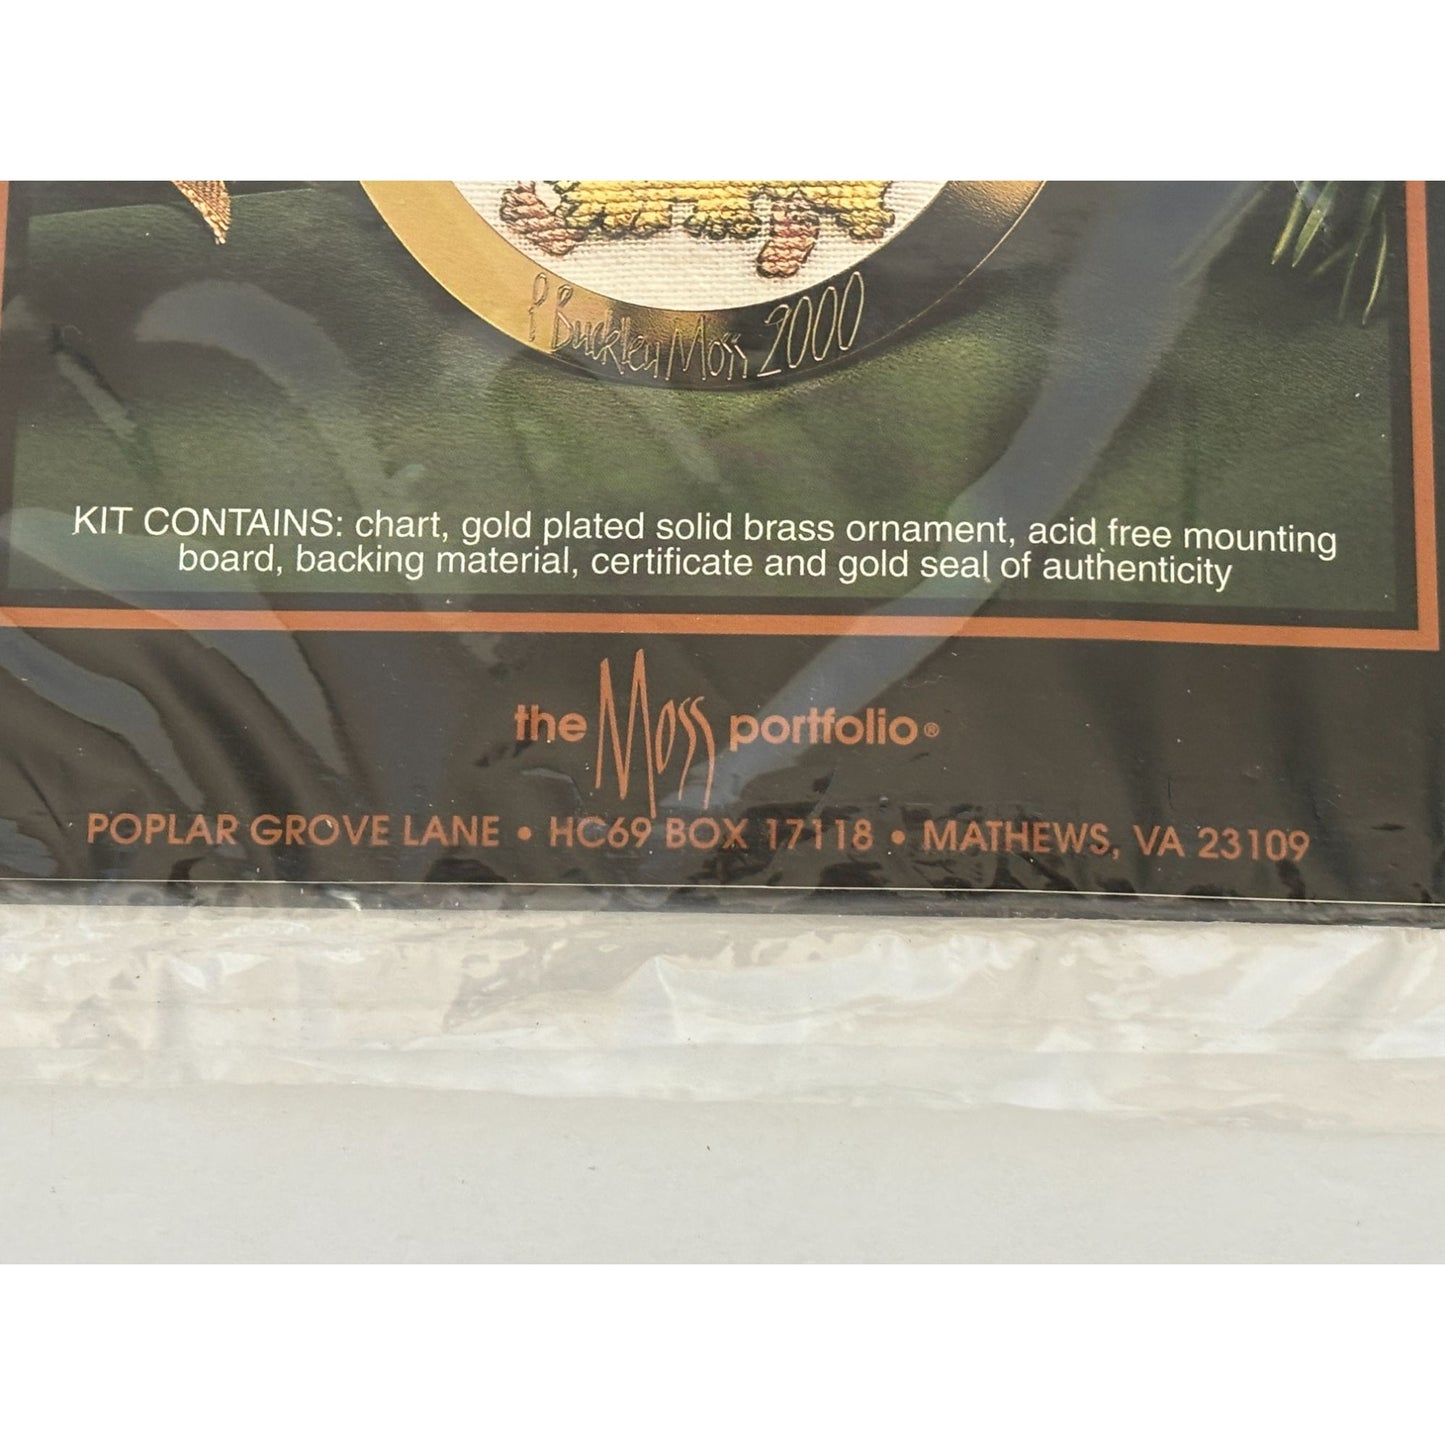 P Buckley Moss 2000
KIT CONTAINS: chart, gold plated solid brass ornament, acid free mounting
board, backing material, certificate and gold seal of authenticity
the Moss portfolio®
POPLAR GROVE LANE • HC69 BOX 17118 • MATHEWS, VA 23109